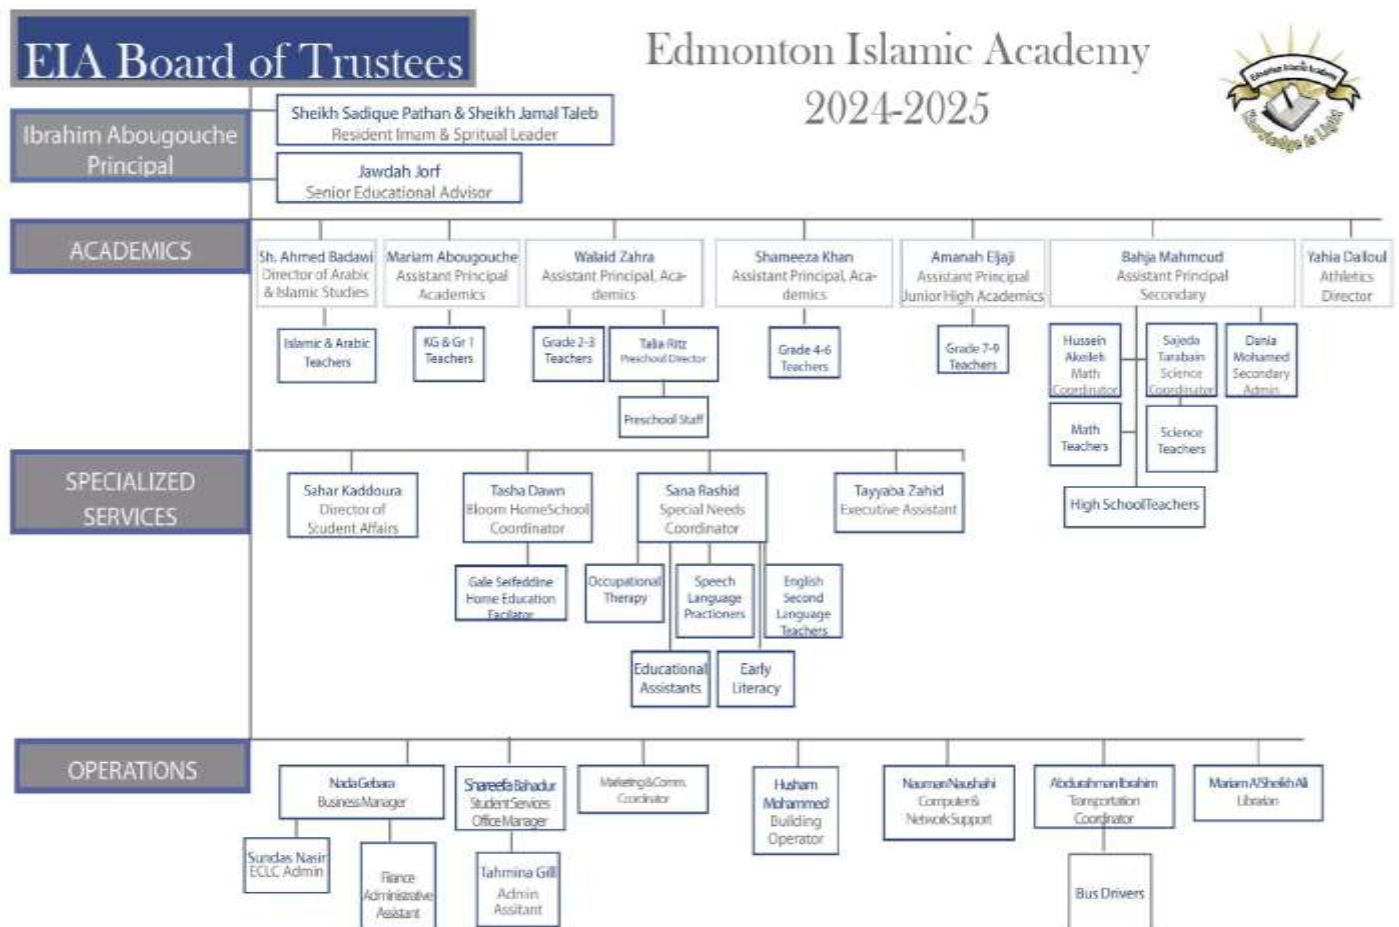 EIA Board of Trustees
Edmonton Islamic Academy
2024-2025
Edmonton Islamic Academy
Knowledge is Light
Ibrahim Abougouche
Principal
Sheikh Sadique Pathan & Sheikh Jamal Taleb
Resident Imam & Spritual Leader
Jawdah Jorf
Senior Educational Advisor
ACADEMICS
Sh. Ahmed Badawi
Director of Arabic
& Islamic Studies
Islamic & Arabic
Teachers
Mariam Abougouche
Assistant Principal
Academics
KG & Gr 1
Teachers
Walaid Zahra
Assistant Principal, Aca-
demics
Grade 2-3
Teachers
Talia Ritz
Preschool Director
Preschool Staff
Shameeza Khan
Assistant Principal, Aca-
demics
Grade 4-6
Teachers
Amanah Eljaji
Assistant Principal
Junior High Academics
Grade 7-9
Teachers
Bahja Mahmoud
Assistant Princpal
Secondary
Hussein
Akeileh
Math
Coordinator
Sajeda
Tarabain
Science
Coordinator
Dania
Mohamed
Secondary
Admin
Math
Teachers
Science
Teachers
High SchoolTeachers
Yahia Dalloul
Athletics
Director
SPECIALIZED
SERVICES
Sahar Kaddoura
Director of
Student Affairs
Tasha Dawn
Bloom HomeSchool
Coordinator
Gale Seifeddine
Home Education
Facilator
Sana Rashid
Special Needs
Coordinator
Occupational
Therapy
Speech
Language
Practioners
English
Second
Language
Teachers
Educational
Assistants
Early
Literacy
Tayyaba Zahid
Executive Assistant
OPERATIONS
Nada Gebara
Business Manager
Sundas Nasir
ECLC Admin
Finance
Administrative
Assistant
Shareefa Bahadur
Student Services
Office Manager
Tahmina Gill
Admin
Assitant
Marketing & Comm.
Coordinator
Husham
Mohammed
Building
Operator
Nauman Naushahi
Computer &
Network Support
Abdurahman Ibrahim
Transportation
Coordinator
Bus Drivers
Mariam Al Sheikh Ali
Librarian